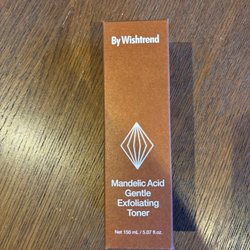 By Wishtrend
Mandelic Acid
Gentle
Exfoliating
Toner
Net 150 mL / 5.07 fl.oz.